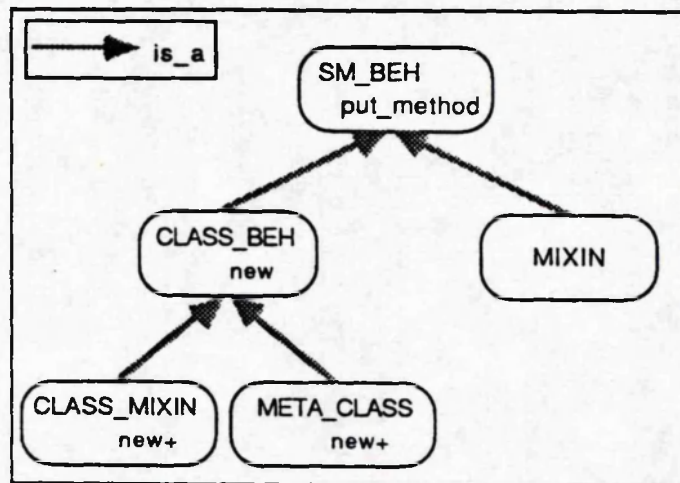 is_a
SM_BEH
put_method
CLASS_BEH
new
MIXIN
CLASS_MIXIN
new+
META_CLASS
new+